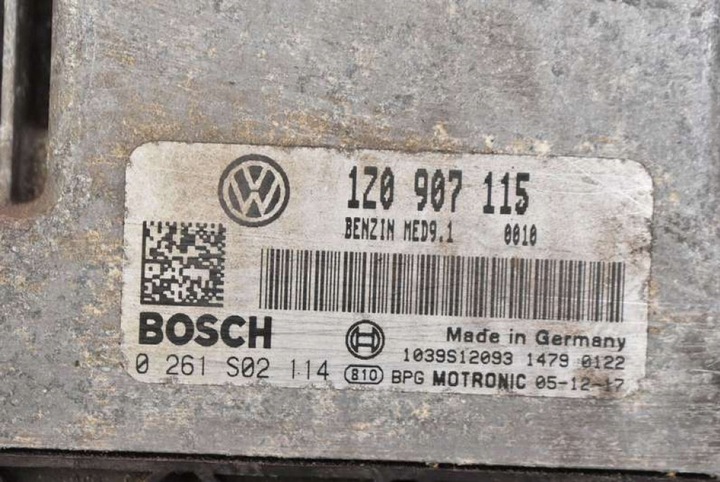 VW 1Z0 907 115
BENZIN MED9.1 0010
BOSCH Made in Germany
1039S12093 1479 0122
0 261 S02 114 810 BPG MOTRONIC 05-12-17